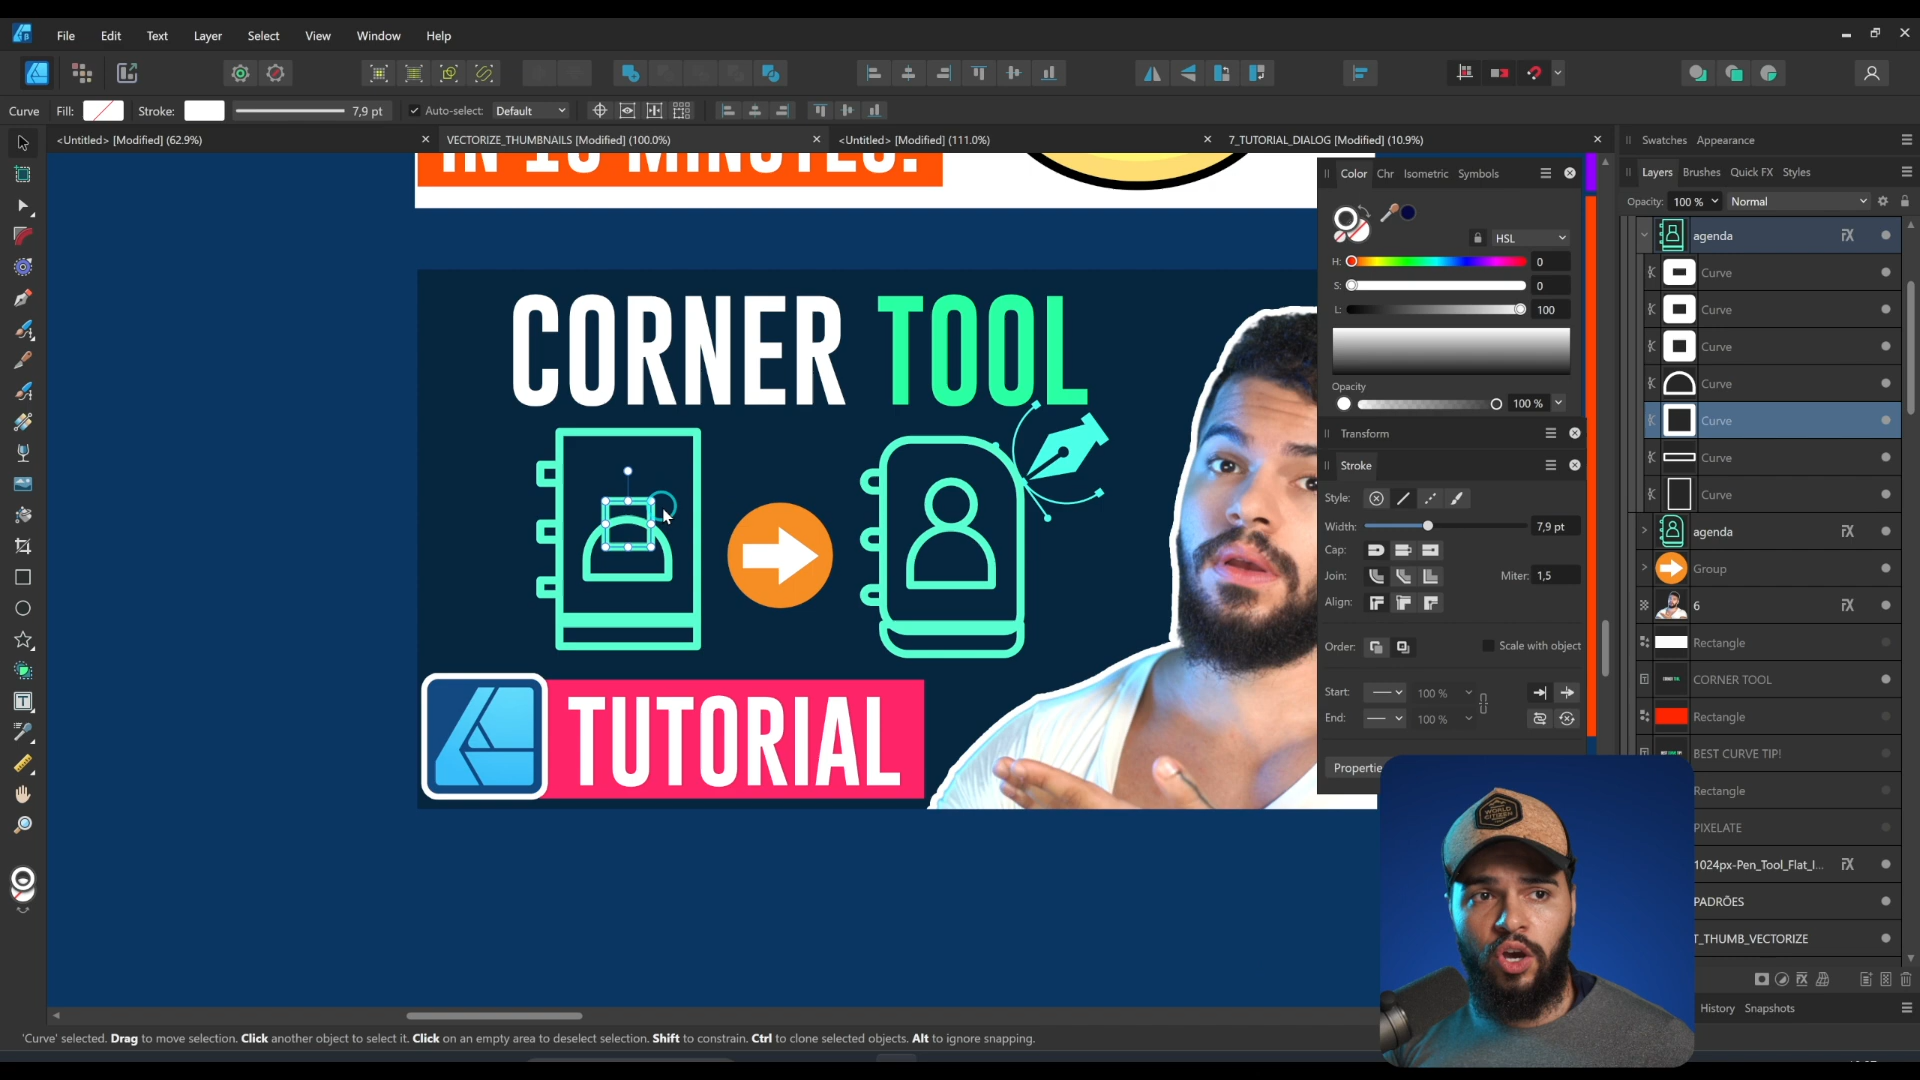 File Edit Text Layer Select View Window Help
Curve Fill: Stroke: 7,9 pt Auto-select: Default
<Untitled> [Modified] (62.9%) VECTORIZE_THUMBNAILS [Modified] (100.0%) <Untitled> [Modified] (111.0%) 7_TUTORIAL_DIALOG [Modified] (10.9%)
Swatches Appearance
Layers Brushes Quick FX Styles
Opacity: 100 % Normal
Color Chr Isometric Symbols
HSL
H: 0
S: 0
L: 100
Opacity
100 %
Transform
Stroke
Style:
Width: 7,9 pt
Cap:
Join: Miter: 1,5
Align:
Order: Scale with object
Start: 100 %
End: 100 %
Propertie
IN 10 MINUTES!
CORNER TOOL
TUTORIAL
agenda
Curve
Curve
Curve
Curve
Curve
Curve
Curve
agenda
Group
6
Rectangle
CORNER TOOL
Rectangle
BEST CURVE TIP!
Rectangle
PIXELATE
1024px-Pen_Tool_Flat_I...
PADRÕES
T_THUMB_VECTORIZE
History Snapshots
WORLD
CITIZEN
'Curve' selected. Drag to move selection. Click another object to select it. Click on an empty area to deselect selection. Shift to constrain. Ctrl to clone selected objects. Alt to ignore snapping.